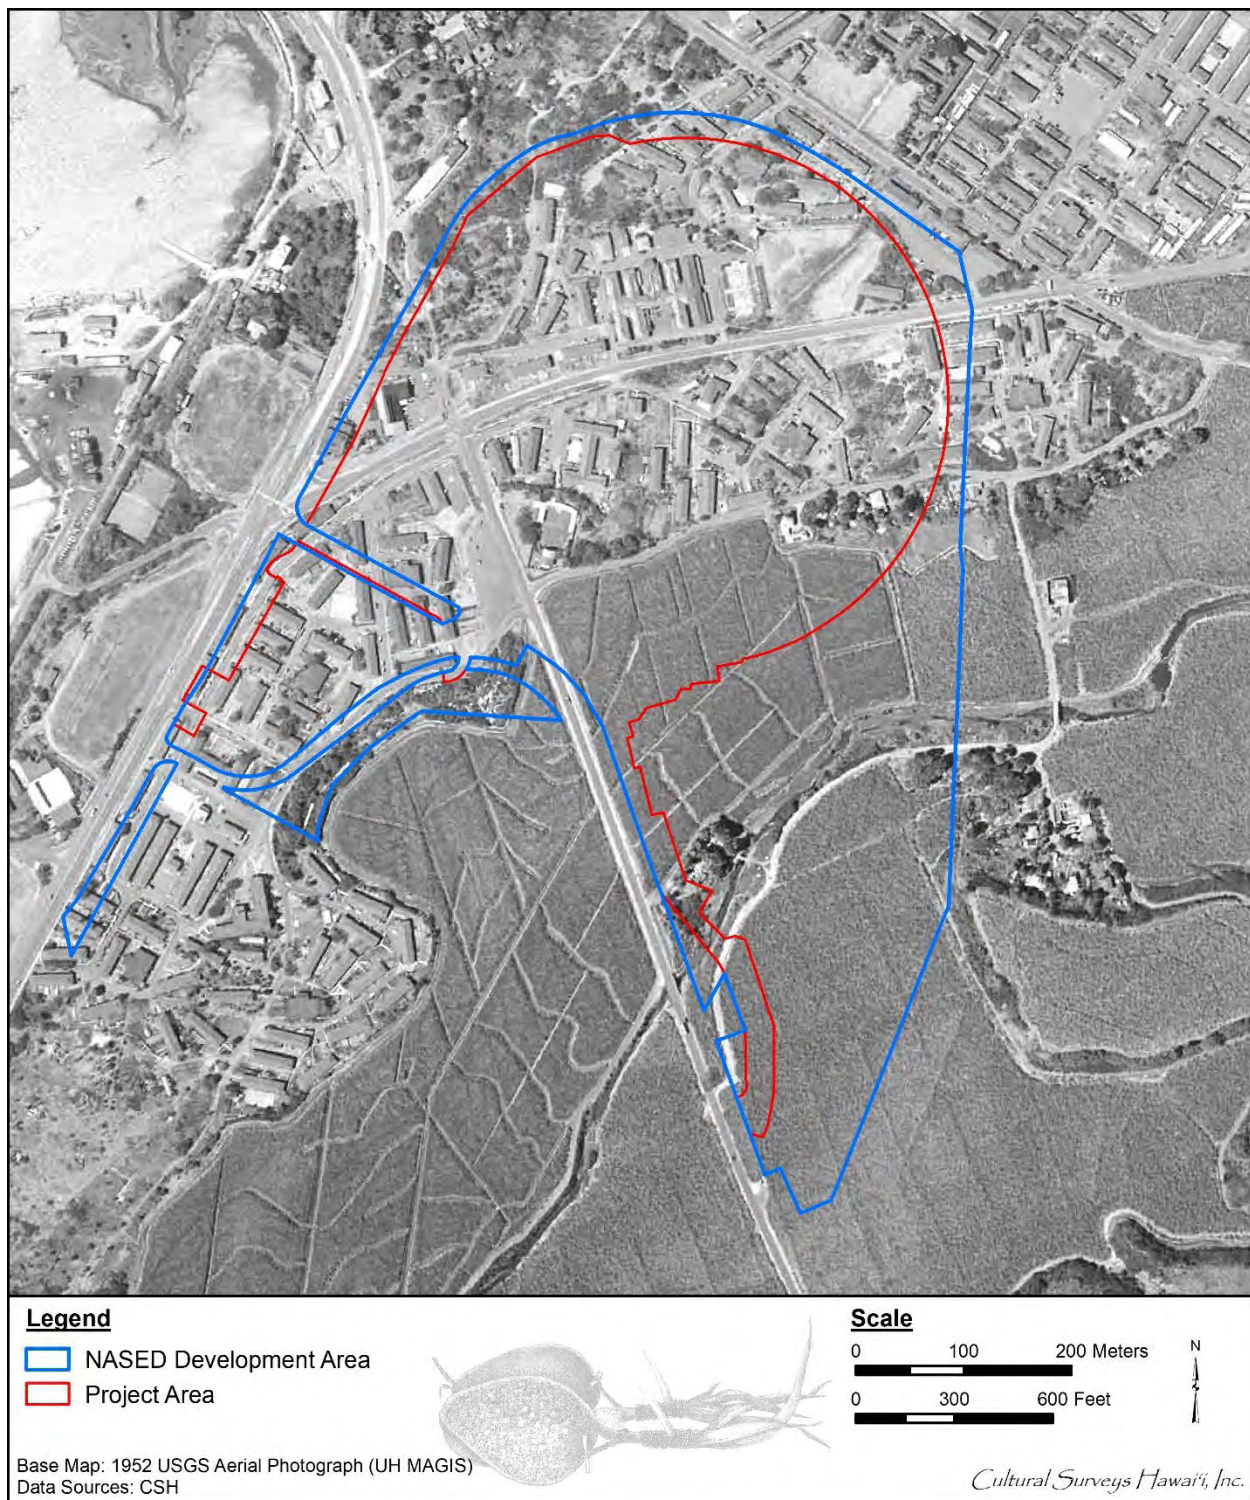 Legend
NASED Development Area
Project Area
Scale
0 100 200 Meters
0 300 600 Feet
N
Base Map: 1952 USGS Aerial Photograph (UH MAGIS)
Data Sources: CSH
Cultural Surveys Hawai‘i, Inc.